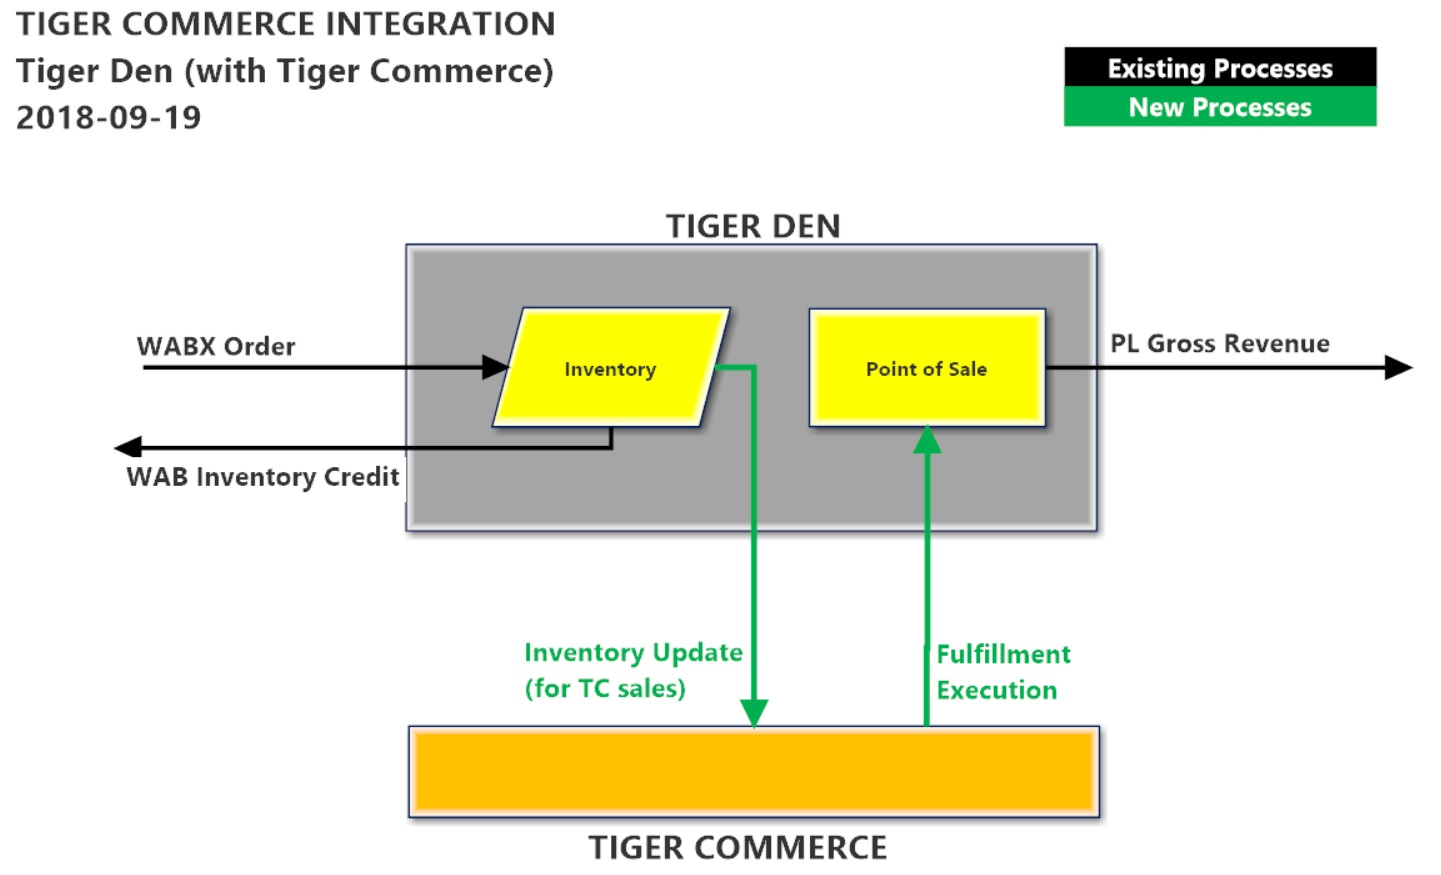 TIGER COMMERCE INTEGRATION
Tiger Den (with Tiger Commerce)
2018-09-19
Existing Processes
New Processes
TIGER DEN
WABX Order
Inventory
Point of Sale
PL Gross Revenue
WAB Inventory Credit
Inventory Update
(for TC sales)
Fulfillment
Execution
TIGER COMMERCE